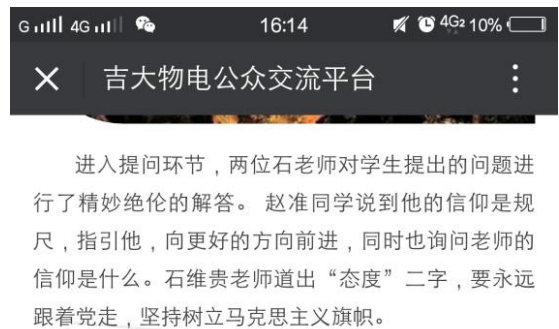 G 4G 16:14 4G2 10%
吉大物电公众交流平台
进入提问环节，两位石老师对学生提出的问题进
行了精妙绝伦的解答。 赵准同学说到他的信仰是规
尺，指引他，向更好的方向前进，同时也询问老师的
信仰是什么。石维贵老师道出“态度”二字，要永远
跟着党走，坚持树立马克思主义旗帜。